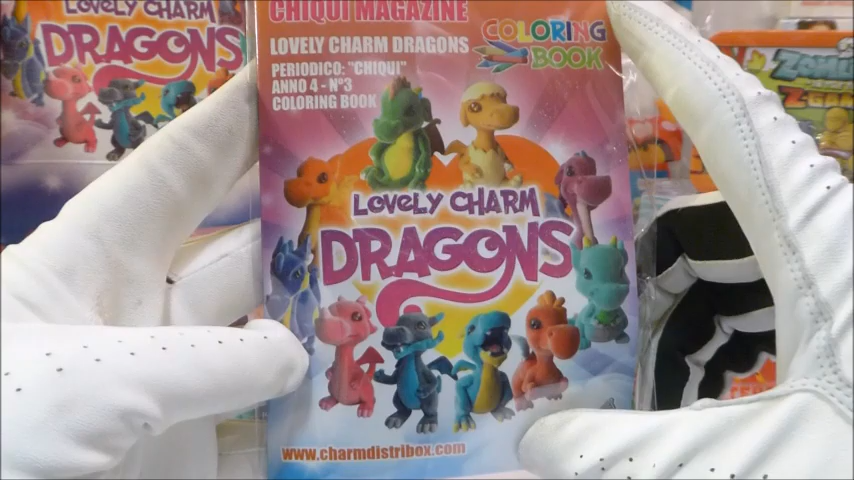 LOVELY CHARM
DRAGONS
CHIQUI MAGAZINE
LOVELY CHARM DRAGONS
PERIODICO: "CHIQUI"
ANNO 4 - Nº3
COLORING BOOK
COLORING
BOOK
LOVELY CHARM
DRAGONS
www.charmdistribox.com